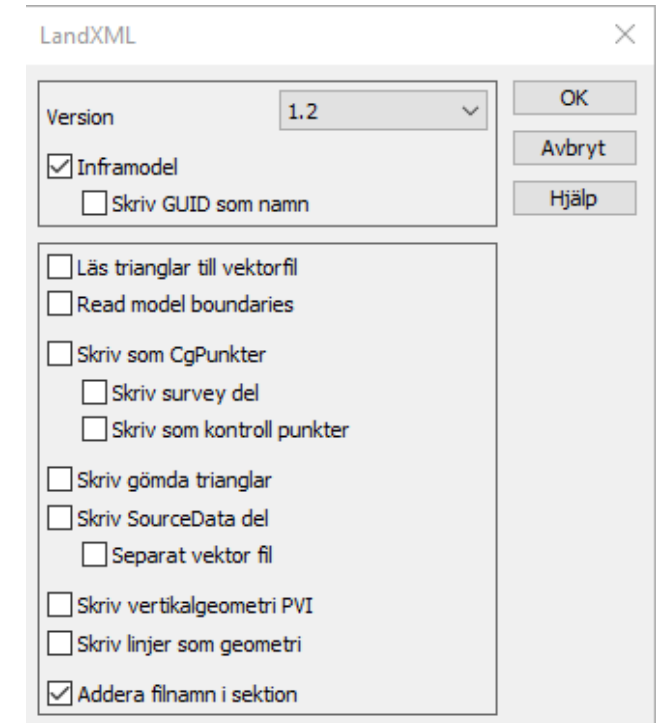 LandXML
Version
1.2
OK
Avbryt
Hjälp
Inframodel
Skriv GUID som namn
Läs trianglar till vektorfil
Read model boundaries
Skriv som CgPunkter
Skriv survey del
Skriv som kontroll punkter
Skriv gömda trianglar
Skriv SourceData del
Separat vektor fil
Skriv vertikalgeometri PVI
Skriv linjer som geometri
Addera filnamn i sektion